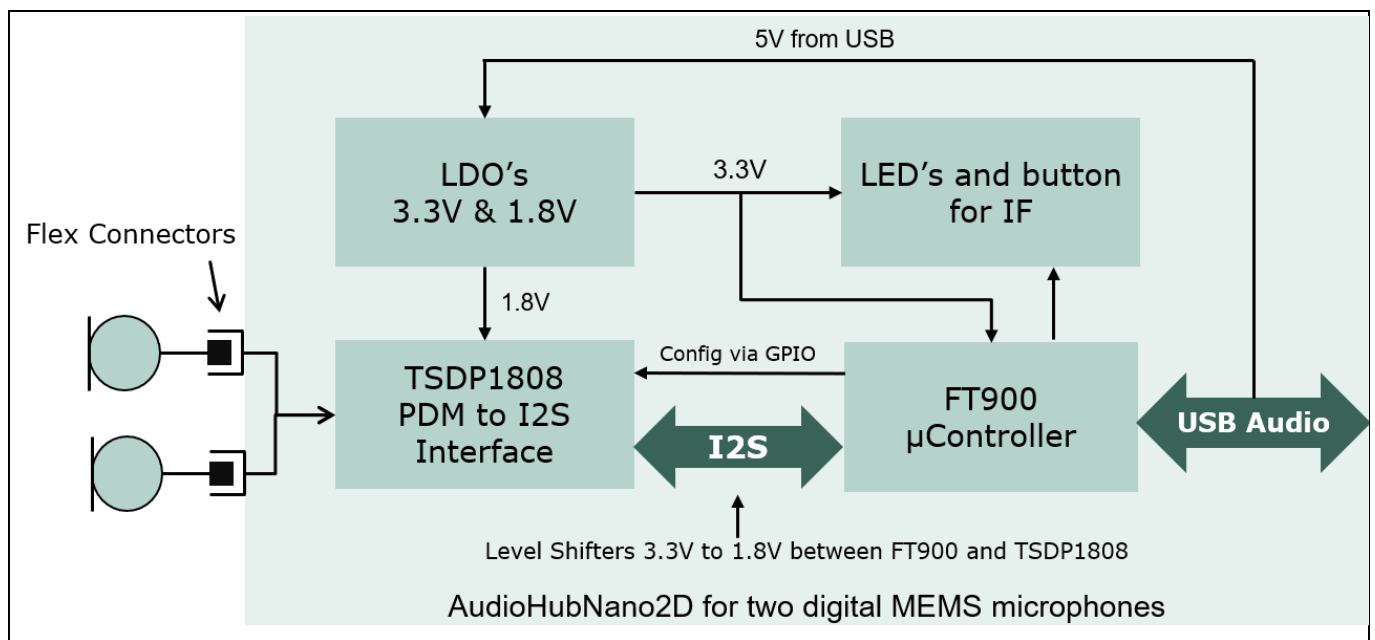 5V from USB
LDO's
3.3V & 1.8V
3.3V
LED's and button
for IF
Flex Connectors
1.8V
TSDP1808
PDM to I2S
Interface
Config via GPIO
I2S
FT900
µController
USB Audio
Level Shifters 3.3V to 1.8V between FT900 and TSDP1808
AudioHubNano2D for two digital MEMS microphones